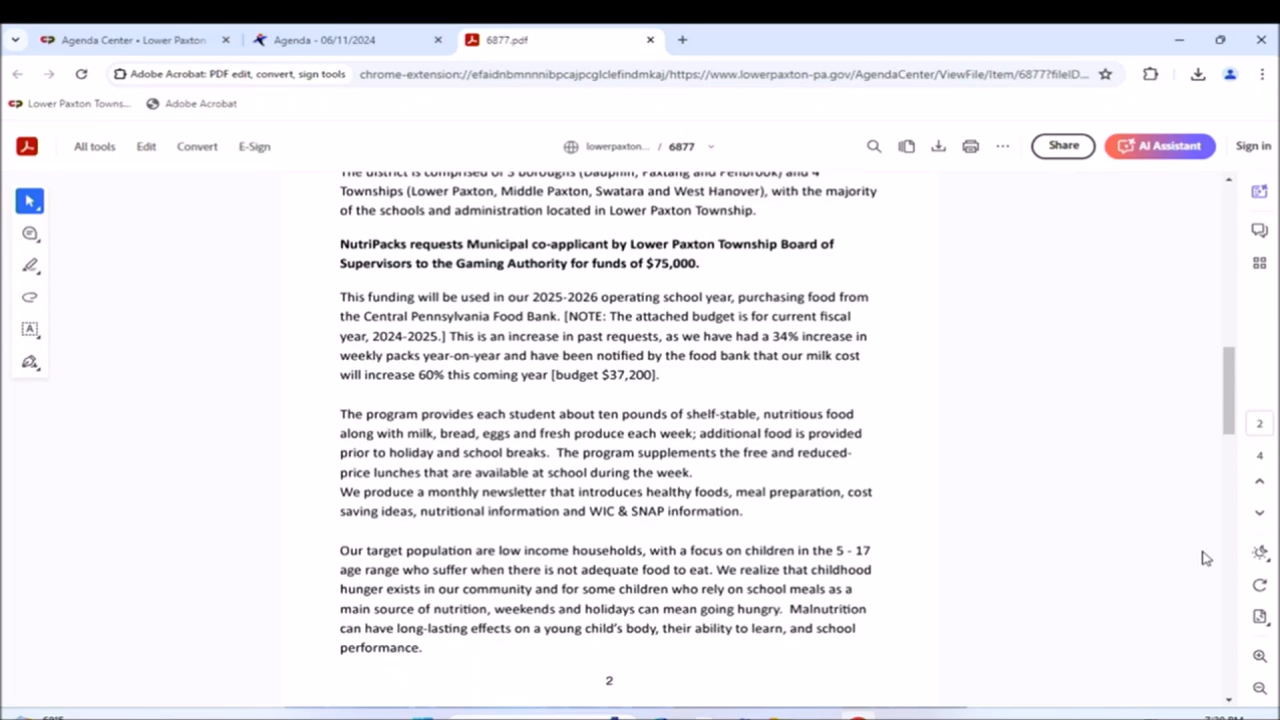 Agenda Center • Lower Paxton
Agenda - 06/11/2024
6877.pdf
Adobe Acrobat: PDF edit, convert, sign tools
chrome-extension://efaidnbmnnnibpcajpcglclefindmkaj/https://www.lowerpaxton-pa.gov/AgendaCenter/ViewFile/Item/6877?fileID...
Lower Paxton Towns...
Adobe Acrobat
All tools
Edit
Convert
E-Sign
lowerpaxton... / 6877
Share
AI Assistant
Sign in
The district is comprised of 3 boroughs (Dauphin, Paxtang and Penbrook) and 4
Townships (Lower Paxton, Middle Paxton, Swatara and West Hanover), with the majority
of the schools and administration located in Lower Paxton Township.
NutriPacks requests Municipal co-applicant by Lower Paxton Township Board of
Supervisors to the Gaming Authority for funds of $75,000.
This funding will be used in our 2025-2026 operating school year, purchasing food from
the Central Pennsylvania Food Bank. [NOTE: The attached budget is for current fiscal
year, 2024-2025.] This is an increase in past requests, as we have had a 34% increase in
weekly packs year-on-year and have been notified by the food bank that our milk cost
will increase 60% this coming year [budget $37,200].
The program provides each student about ten pounds of shelf-stable, nutritious food
along with milk, bread, eggs and fresh produce each week; additional food is provided
prior to holiday and school breaks. The program supplements the free and reduced-
price lunches that are available at school during the week.
We produce a monthly newsletter that introduces healthy foods, meal preparation, cost
saving ideas, nutritional information and WIC & SNAP information.
Our target population are low income households, with a focus on children in the 5 - 17
age range who suffer when there is not adequate food to eat. We realize that childhood
hunger exists in our community and for some children who rely on school meals as a
main source of nutrition, weekends and holidays can mean going hungry. Malnutrition
can have long-lasting effects on a young child's body, their ability to learn, and school
performance.
2
2
4